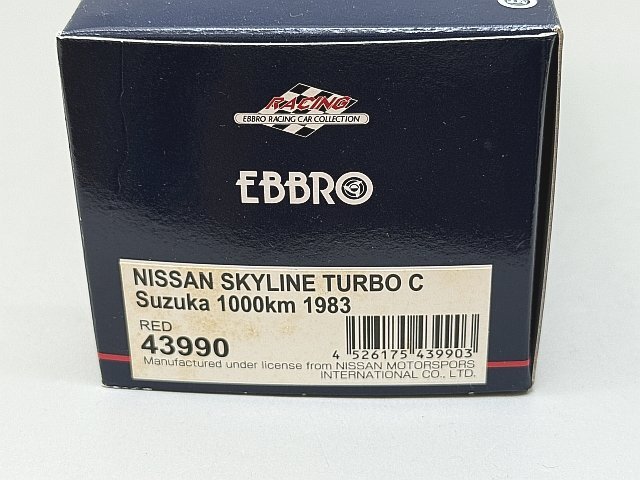 RACING
EBBRO RACING CAR COLLECTION
EBBRO
NISSAN SKYLINE TURBO C
Suzuka 1000km 1983
RED
43990
4 526175 439903
Manufactured under license from NISSAN MOTORSPORS
INTERNATIONAL CO., LTD.